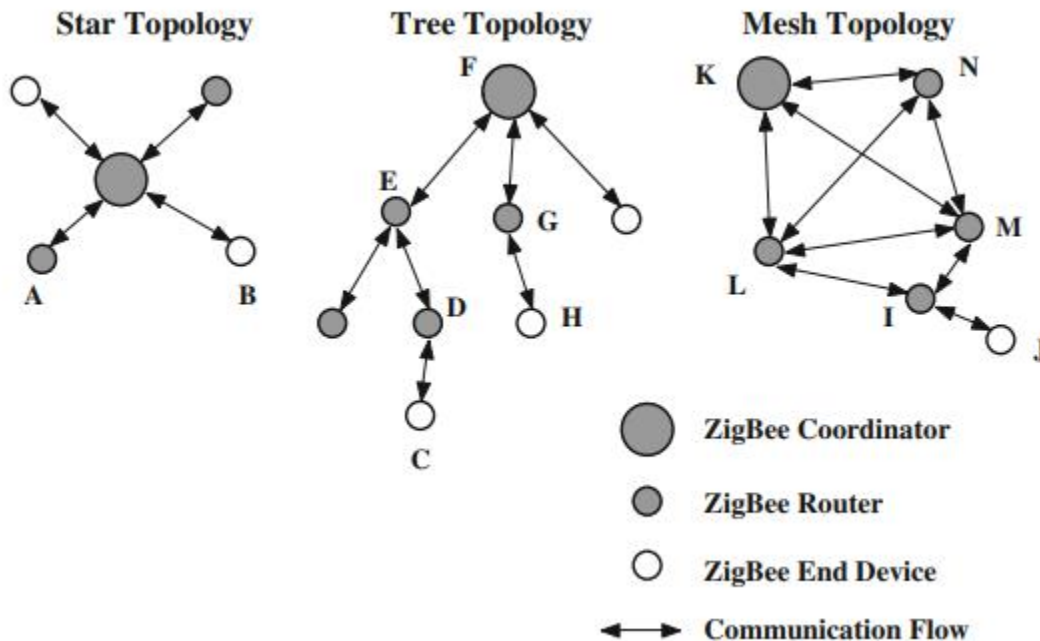 Star Topology
Tree Topology
Mesh Topology
F
K
N
E
G
M
A
B
D
H
L
I
J
C
ZigBee Coordinator
ZigBee Router
ZigBee End Device
Communication Flow